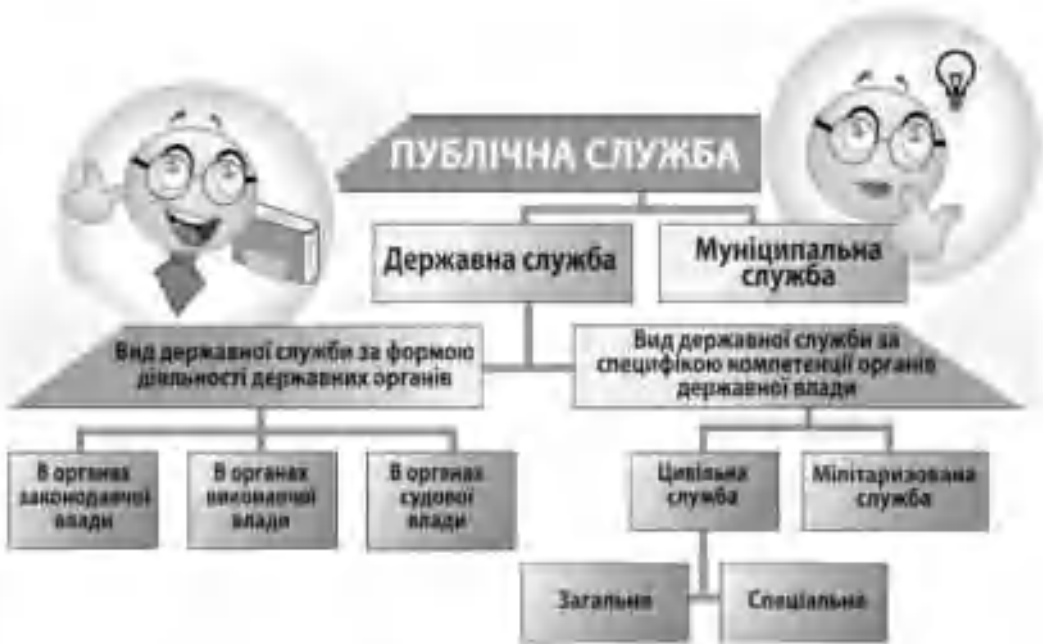 ПУБЛІЧНА СЛУЖБА
Державна служба
Муніципальна
служба
Вид державної служби за формою
діяльності державних органів
Вид державної служби за
специфікою компетенції органів
державної влади
В органах
законодавчої
влади
В органах
виконавчої
влади
В органах
судової
влади
Цивільна
служба
Мілітаризована
служба
Загальна
Спеціальна